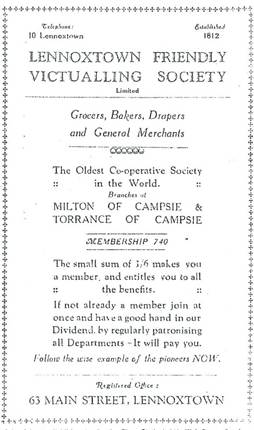 Telephone: Established
10 Lennoxtown 1812
LENNOXTOWN FRIENDLY
VICTUALLING SOCIETY
Limited
Grocers, Bakers, Drapers
and General Merchants
The Oldest Co-operative Society
:: in the World. ::
Branches at
MILTON OF CAMPSIE &
TORRANCE OF CAMPSIE
MEMBERSHIP 740 "
The small sum of 3/6 makes you
a member, and entitles you to all
:: the benefits. ::
If not already a member join at
once and have a good hand in our
Dividend, by regularly patronising
all Departments - It will pay you.
Follow the wise example of the pioneers NOW.
Registered Office:
63 MAIN STREET, LENNOXTOWN